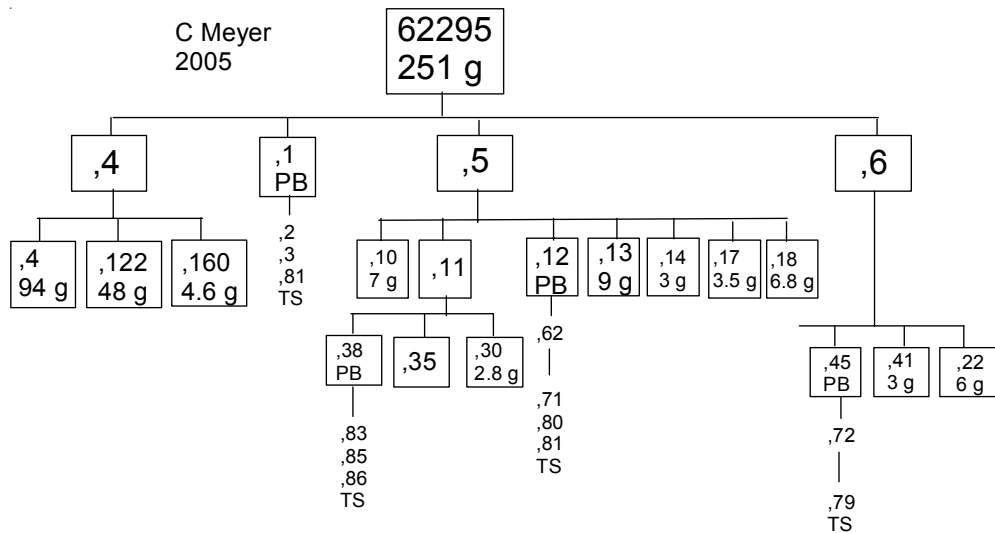 C Meyer
2005
62295
251 g
,4
,1
PB
,5
,6
,4
94 g
,122
48 g
,160
4.6 g
,2
,3
,81
TS
,10
7 g
,11
,12
PB
,13
9 g
,14
3 g
,17
3.5 g
,18
6.8 g
,38
PB
,35
,30
2.8 g
,62
,71
,80
,81
TS
,83
,85
,86
TS
,45
PB
,41
3 g
,22
6 g
,72
,79
TS